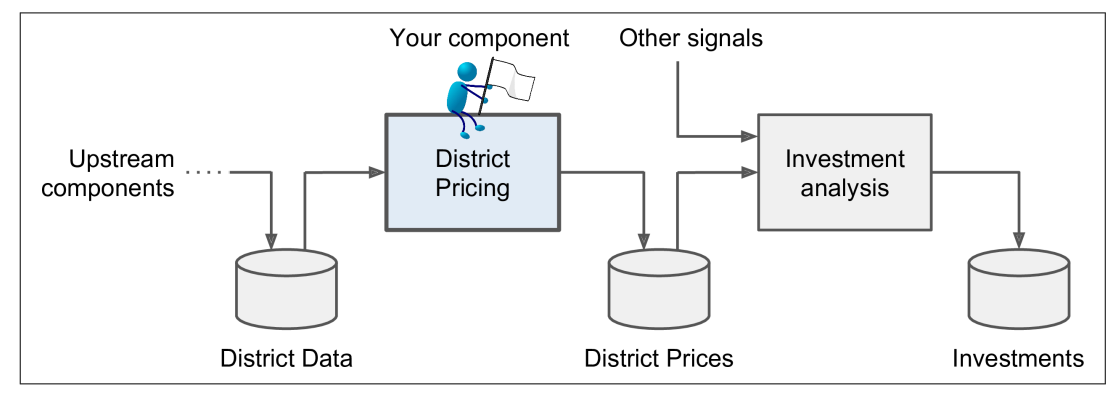 Your component
Other signals
Upstream
components
District
Pricing
Investment
analysis
District Data
District Prices
Investments